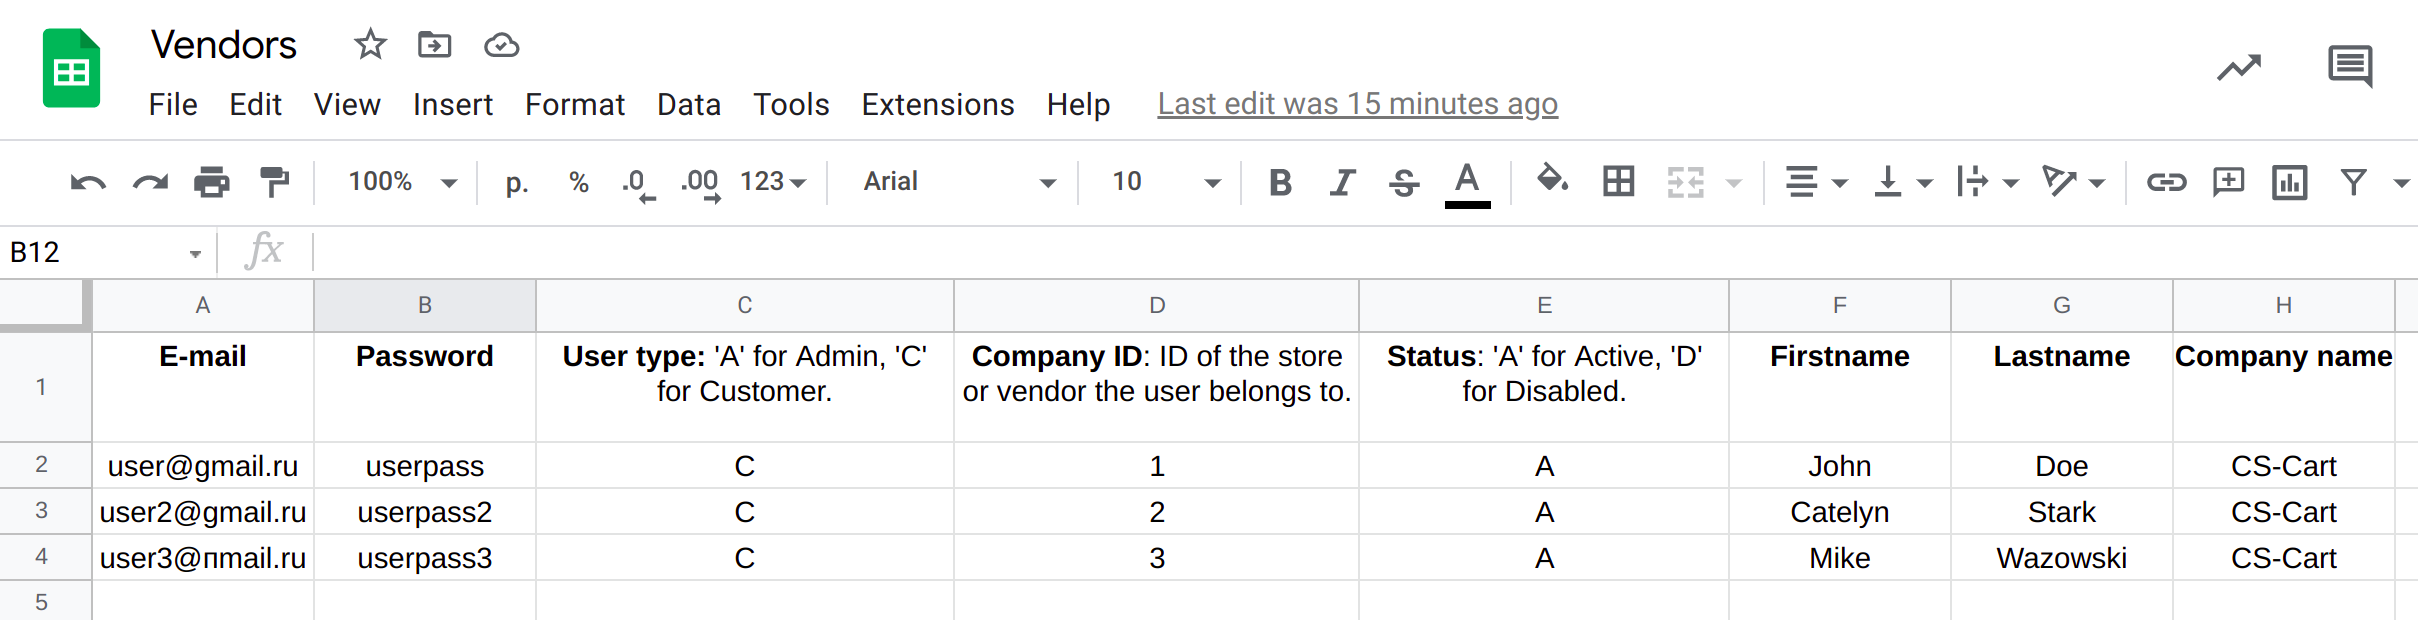 Vendors
File Edit View Insert Format Data Tools Extensions Help Last edit was 15 minutes ago
100% р. % .0 .00 123 Arial 10 B I S A
B12 fx
A B C D E F G H
1 E-mail Password User type: 'A' for Admin, 'C' Company ID: ID of the store Status: 'A' for Active, 'D' Firstname Lastname Company name
for Customer. or vendor the user belongs to. for Disabled.
2 user@gmail.ru userpass C 1 A John Doe CS-Cart
3 user2@gmail.ru userpass2 C 2 A Catelyn Stark CS-Cart
4 user3@пmail.ru userpass3 C 3 A Mike Wazowski CS-Cart
5